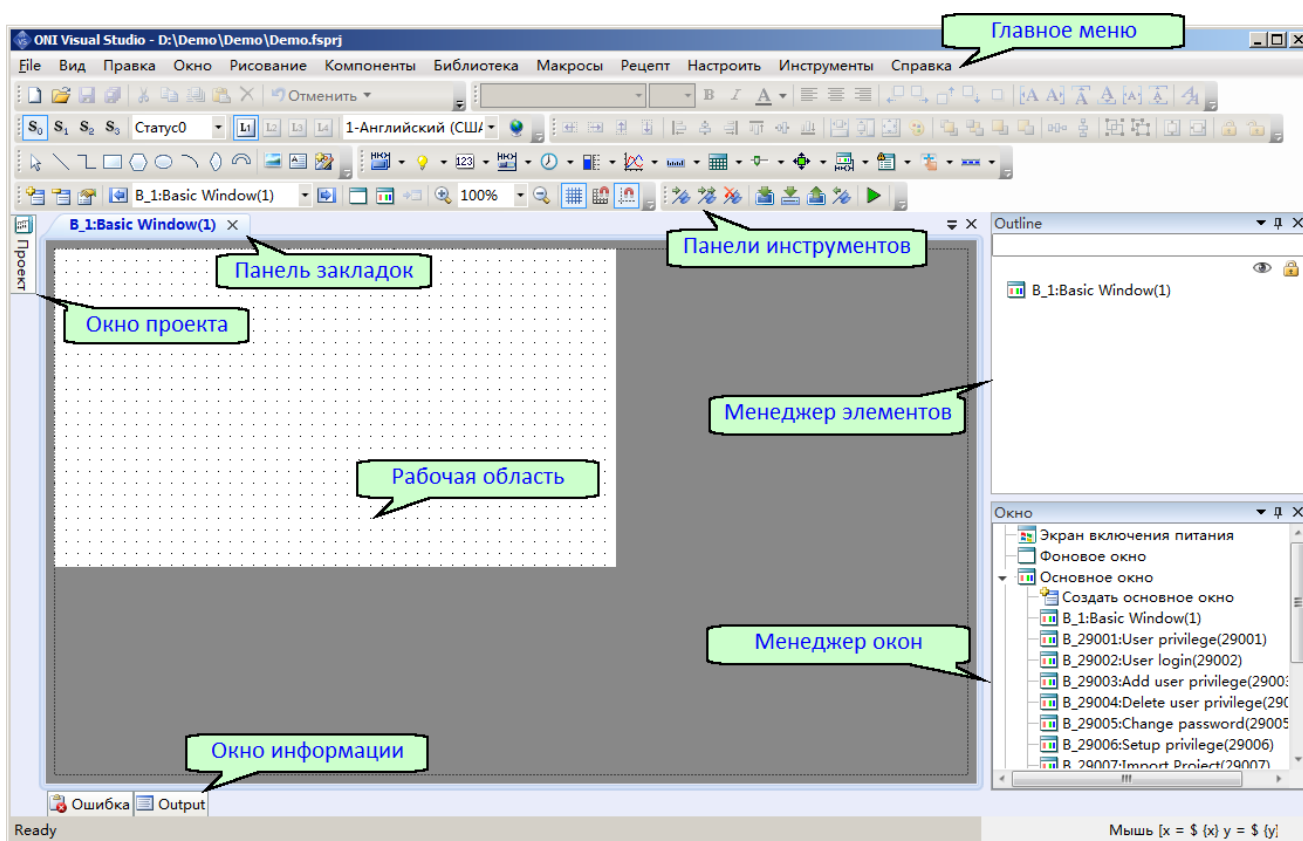 ONI Visual Studio - D:\Demo\Demo\Demo.fsprj
Главное меню
File Вид Правка Окно Рисование Компоненты Библиотека Макросы Рецепт Настроить Инструменты Справка
Отменить
B I A
S0 S1 S2 S3 Статус0 L1 L2 L3 L4 1-Английский (США
123
B_1:Basic Window(1) 100%
Проект
B_1:Basic Window(1)
Панель закладок
Панели инструментов
Окно проекта
Рабочая область
Outline
B_1:Basic Window(1)
Менеджер элементов
Окно
Экран включения питания
Фоновое окно
Основное окно
Создать основное окно
B_1:Basic Window(1)
B_29001:User privilege(29001)
B_29002:User login(29002)
B_29003:Add user privilege(29003
B_29004:Delete user privilege(290
B_29005:Change password(29005
B_29006:Setup privilege(29006)
B_29007:Import Project(29007)
Менеджер окон
Окно информации
Ошибка Output
Ready
Мышь [x = $ {x} y = $ {y]